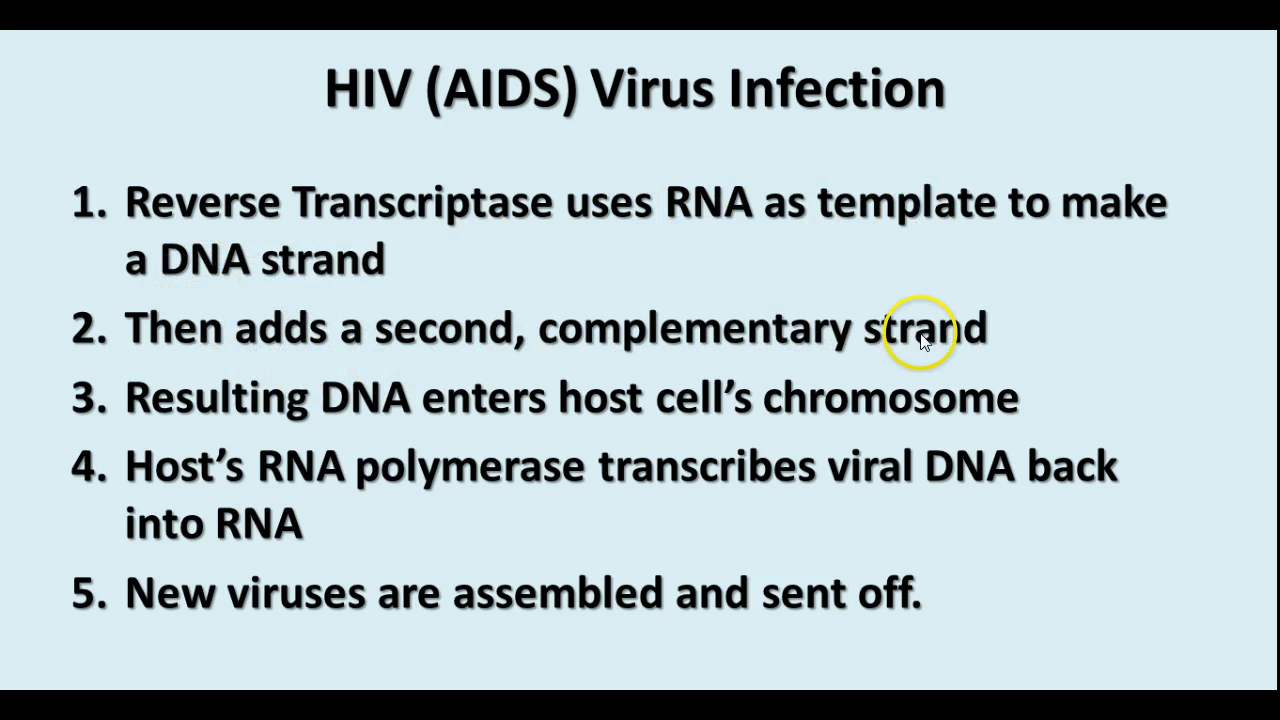 HIV (AIDS) Virus Infection
1. Reverse Transcriptase uses RNA as template to make
a DNA strand
2. Then adds a second, complementary strand
3. Resulting DNA enters host cell’s chromosome
4. Host’s RNA polymerase transcribes viral DNA back
into RNA
5. New viruses are assembled and sent off.